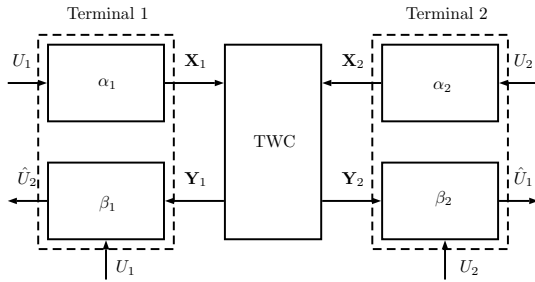 Terminal 1 Terminal 2
U₁ α₁ 𝐗₁ 𝐗₂ α₂ U₂
TWC
Û₂ β₁ 𝐘₁ 𝐘₂ β₂ Û₁
U₁ U₂